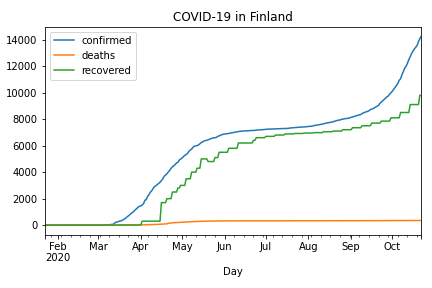 COVID-19 in Finland
confirmed
deaths
recovered
14000
12000
10000
8000
6000
4000
2000
0
Feb Mar Apr May Jun Jul Aug Sep Oct
2020
Day